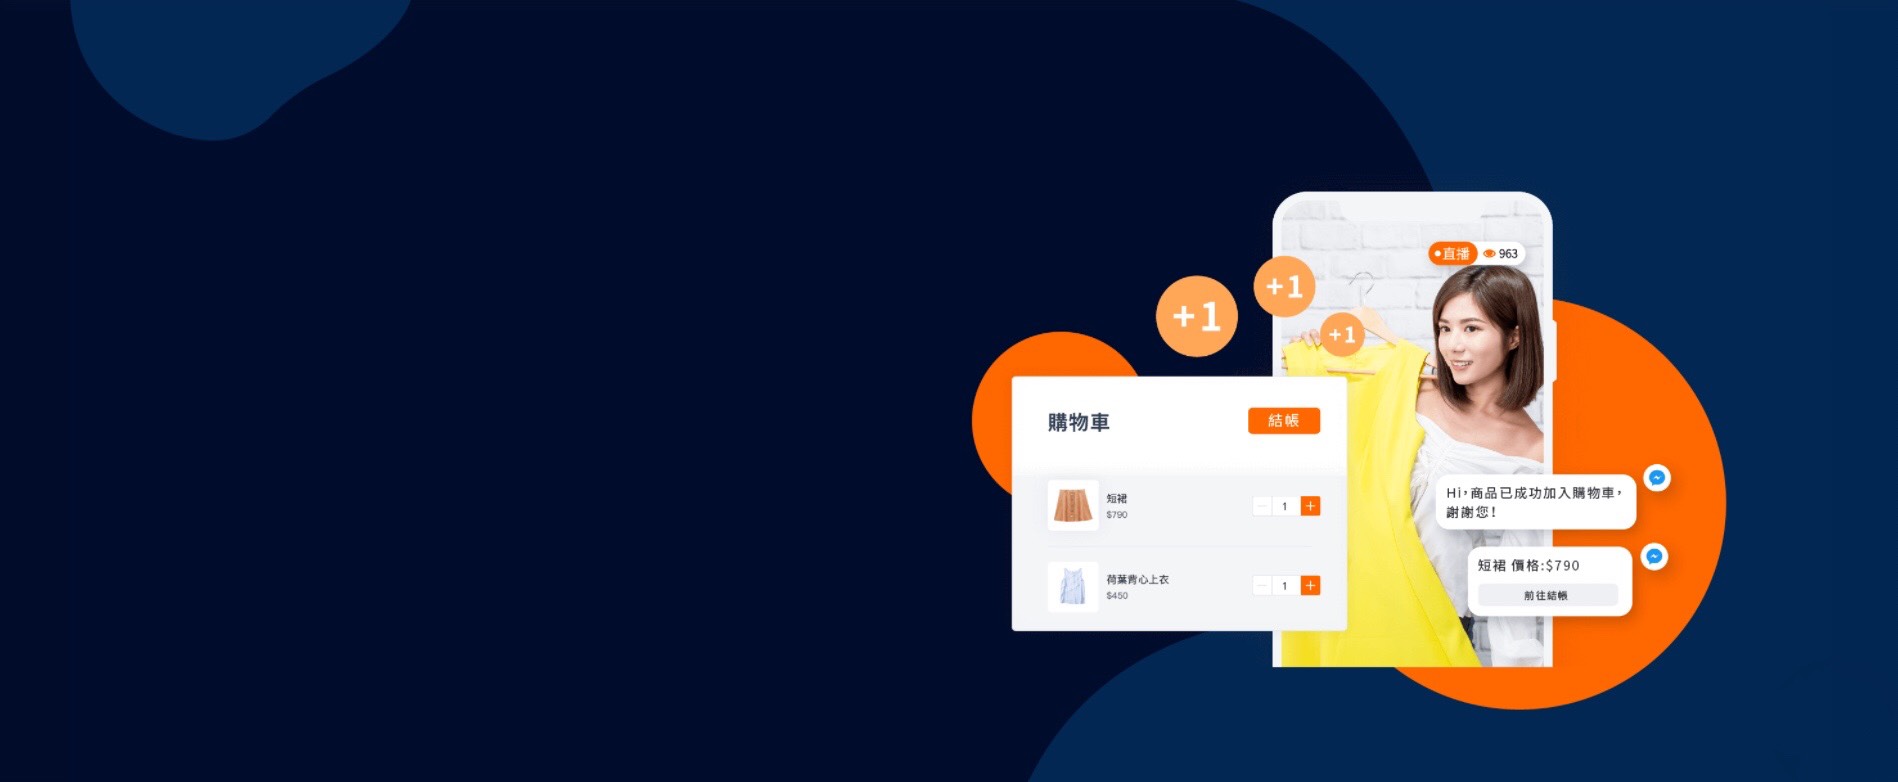 直播 963
+1
+1
+1
購物車
結帳
短裙
$790
1
荷葉背心上衣
$450
1
Hi,商品已成功加入購物車,
謝謝您!
短裙 價格:$790
前往結帳